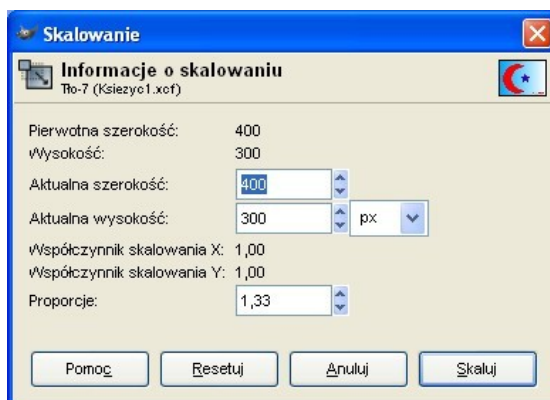 Skalowanie
Informacje o skalowaniu
Tło-7 (Ksiezyc1.xcf)
Pierwotna szerokość: 400
Wysokość: 300
Aktualna szerokość: 400
Aktualna wysokość: 300 px
Współczynnik skalowania X: 1,00
Współczynnik skalowania Y: 1,00
Proporcje: 1,33
Pomoc Resetuj Anuluj Skaluj